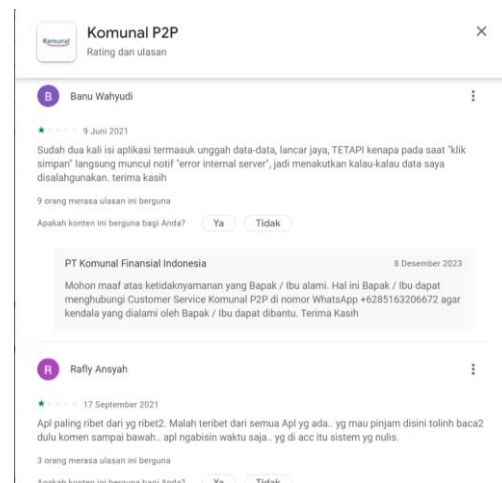 Komunal
Komunal P2P
Rating dan ulasan
B
Banu Wahyudi
9 Juni 2021
Sudah dua kali isi aplikasi termasuk unggah data-data, lancar jaya, TETAPI kenapa pada saat "klik
simpan" langsung muncul notif "error internal server", jadi menakutkan kalau-kalau data saya
disalahgunakan. terima kasih
9 orang merasa ulasan ini berguna
Apakah konten ini berguna bagi Anda? Ya Tidak
PT Komunal Finansial Indonesia 8 Desember 2023
Mohon maaf atas ketidaknyamanan yang Bapak / Ibu alami. Hal ini Bapak / Ibu dapat
menghubungi Customer Service Komunal P2P di nomor WhatsApp +6285163206672 agar
kendala yang dialami oleh Bapak / Ibu dapat dibantu. Terima Kasih
R
Rafly Ansyah
17 September 2021
Apl paling ribet dari yg ribet2. Malah teribet dari semua Apl yg ada.. yg mau pinjam disini tolinh baca2
dulu komen sampai bawah.. apl ngabisin waktu saja.. yg di acc itu sistem yg nulis.
3 orang merasa ulasan ini berguna
Apakah konten ini berguna bagi Anda? Ya Tidak